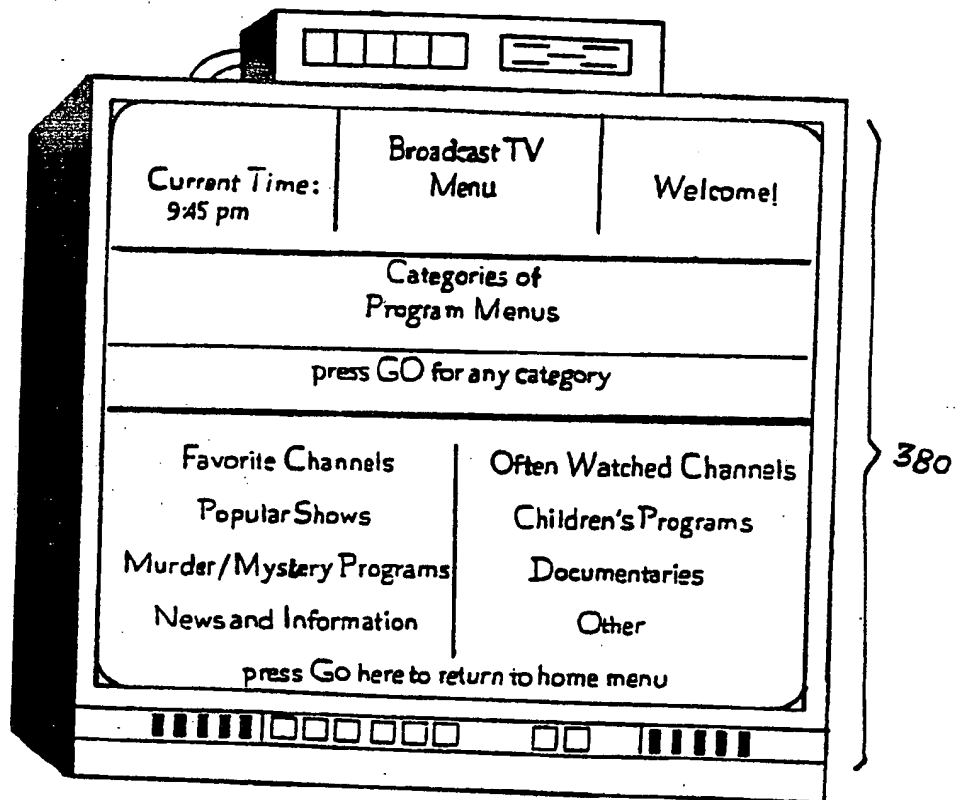 Current Time:
9:45 pm
Broadcast TV
Menu
Welcome!
Categories of
Program Menus
press GO for any category
Favorite Channels
Often Watched Channels
Popular Shows
Children's Programs
Murder/Mystery Programs
Documentaries
News and Information
Other
press Go here to return to home menu
380